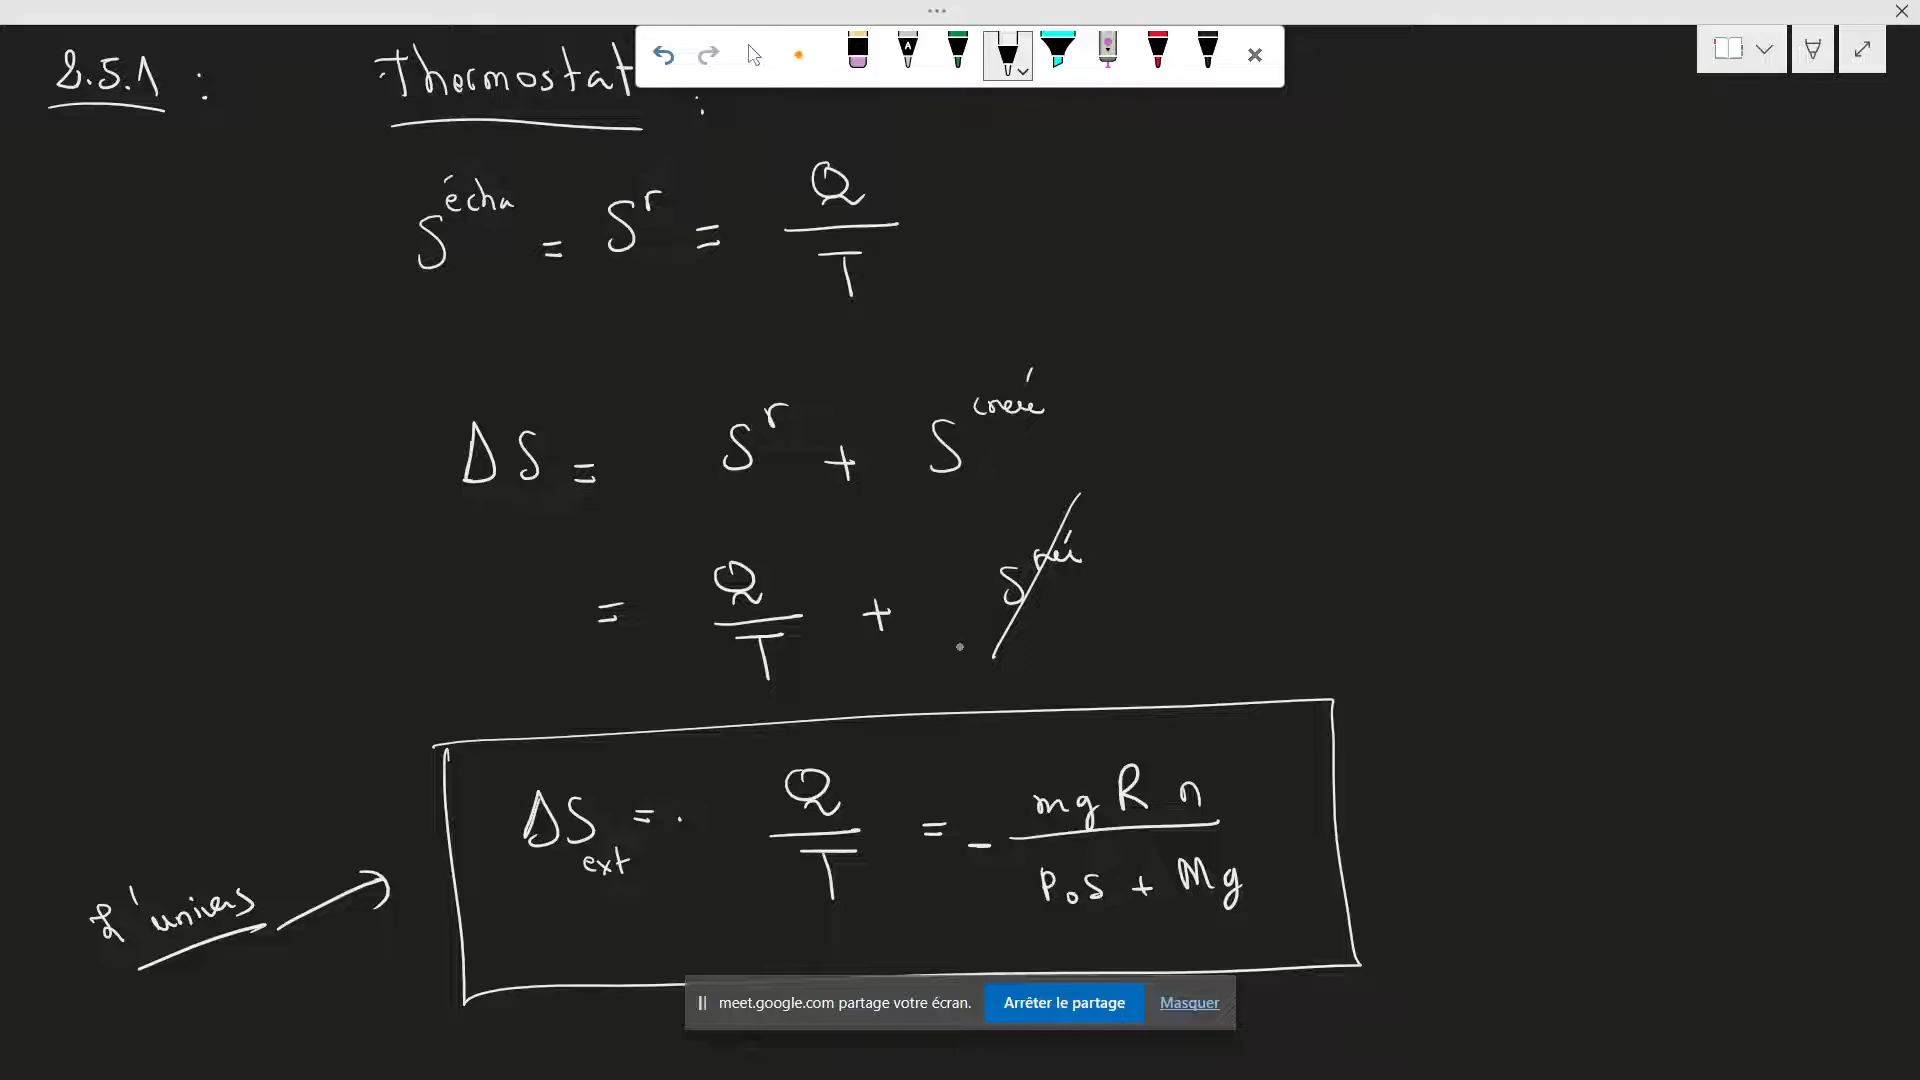 2.5.1 : Thermostat :
S^écha = S^r = Q/T
ΔS = S^r + S^créé
= Q/T + S^créé
ΔS_ext = . Q/T = - mgRn / P₀S + Mg
L'univers
meet.google.com partage votre écran. Arrêter le partage Masquer